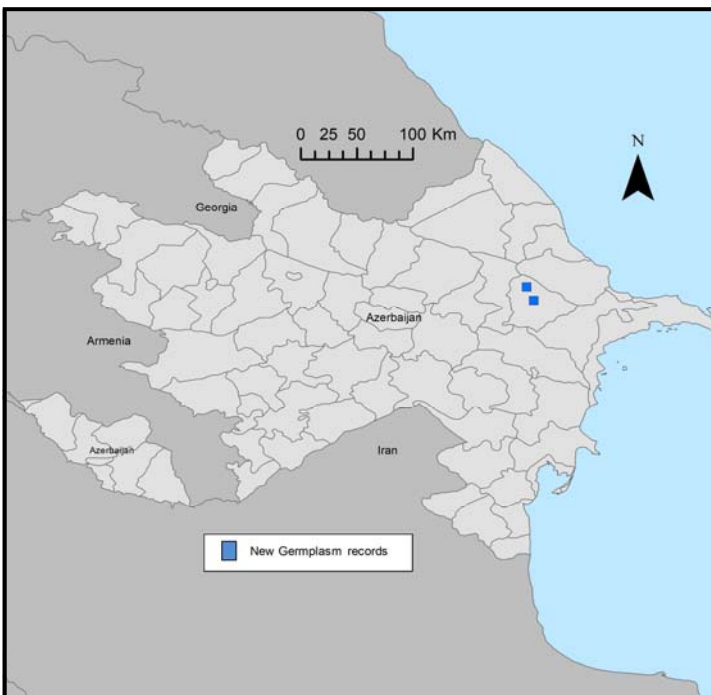 0 25 50 100 Km
N
Georgia
Azerbaijan
Armenia
Azerbaijan
Iran
New Germplasm records